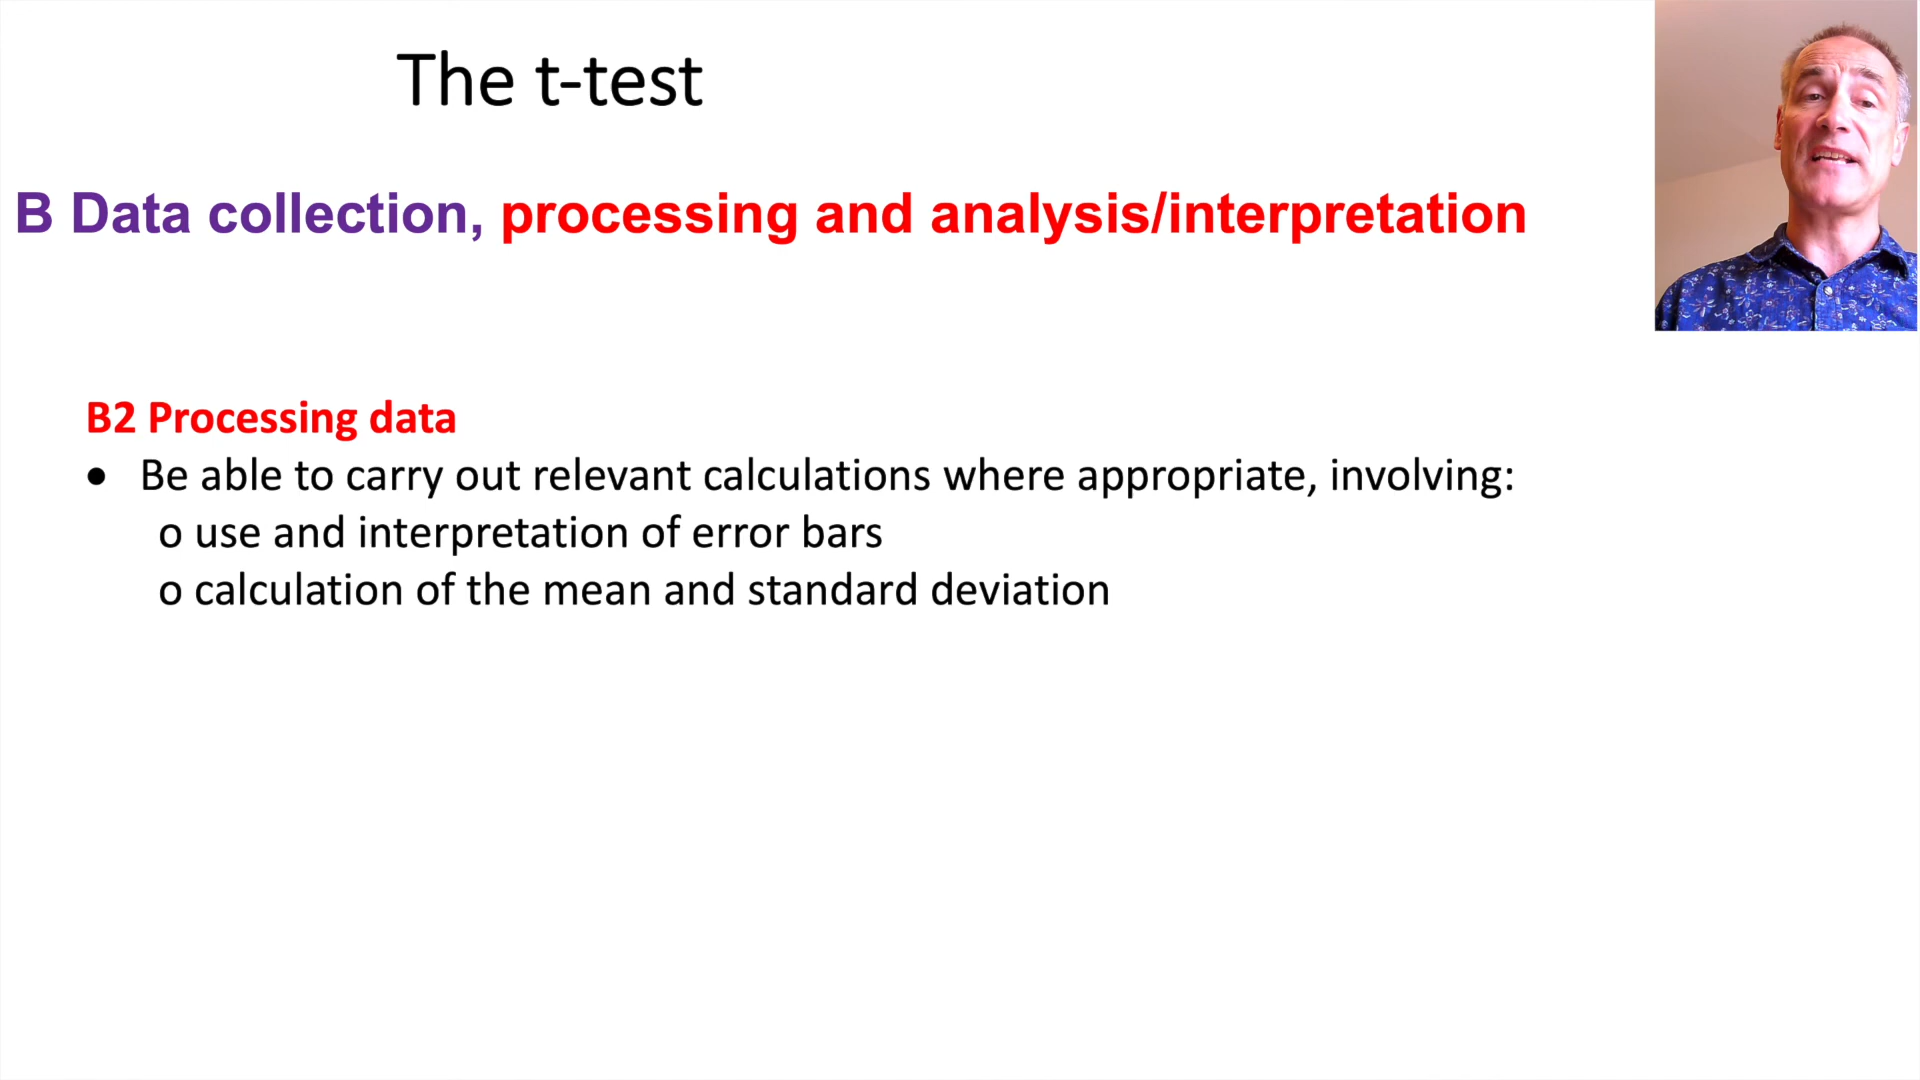 The t-test
B Data collection, processing and analysis/interpretation
B2 Processing data
• Be able to carry out relevant calculations where appropriate, involving:
o use and interpretation of error bars
o calculation of the mean and standard deviation